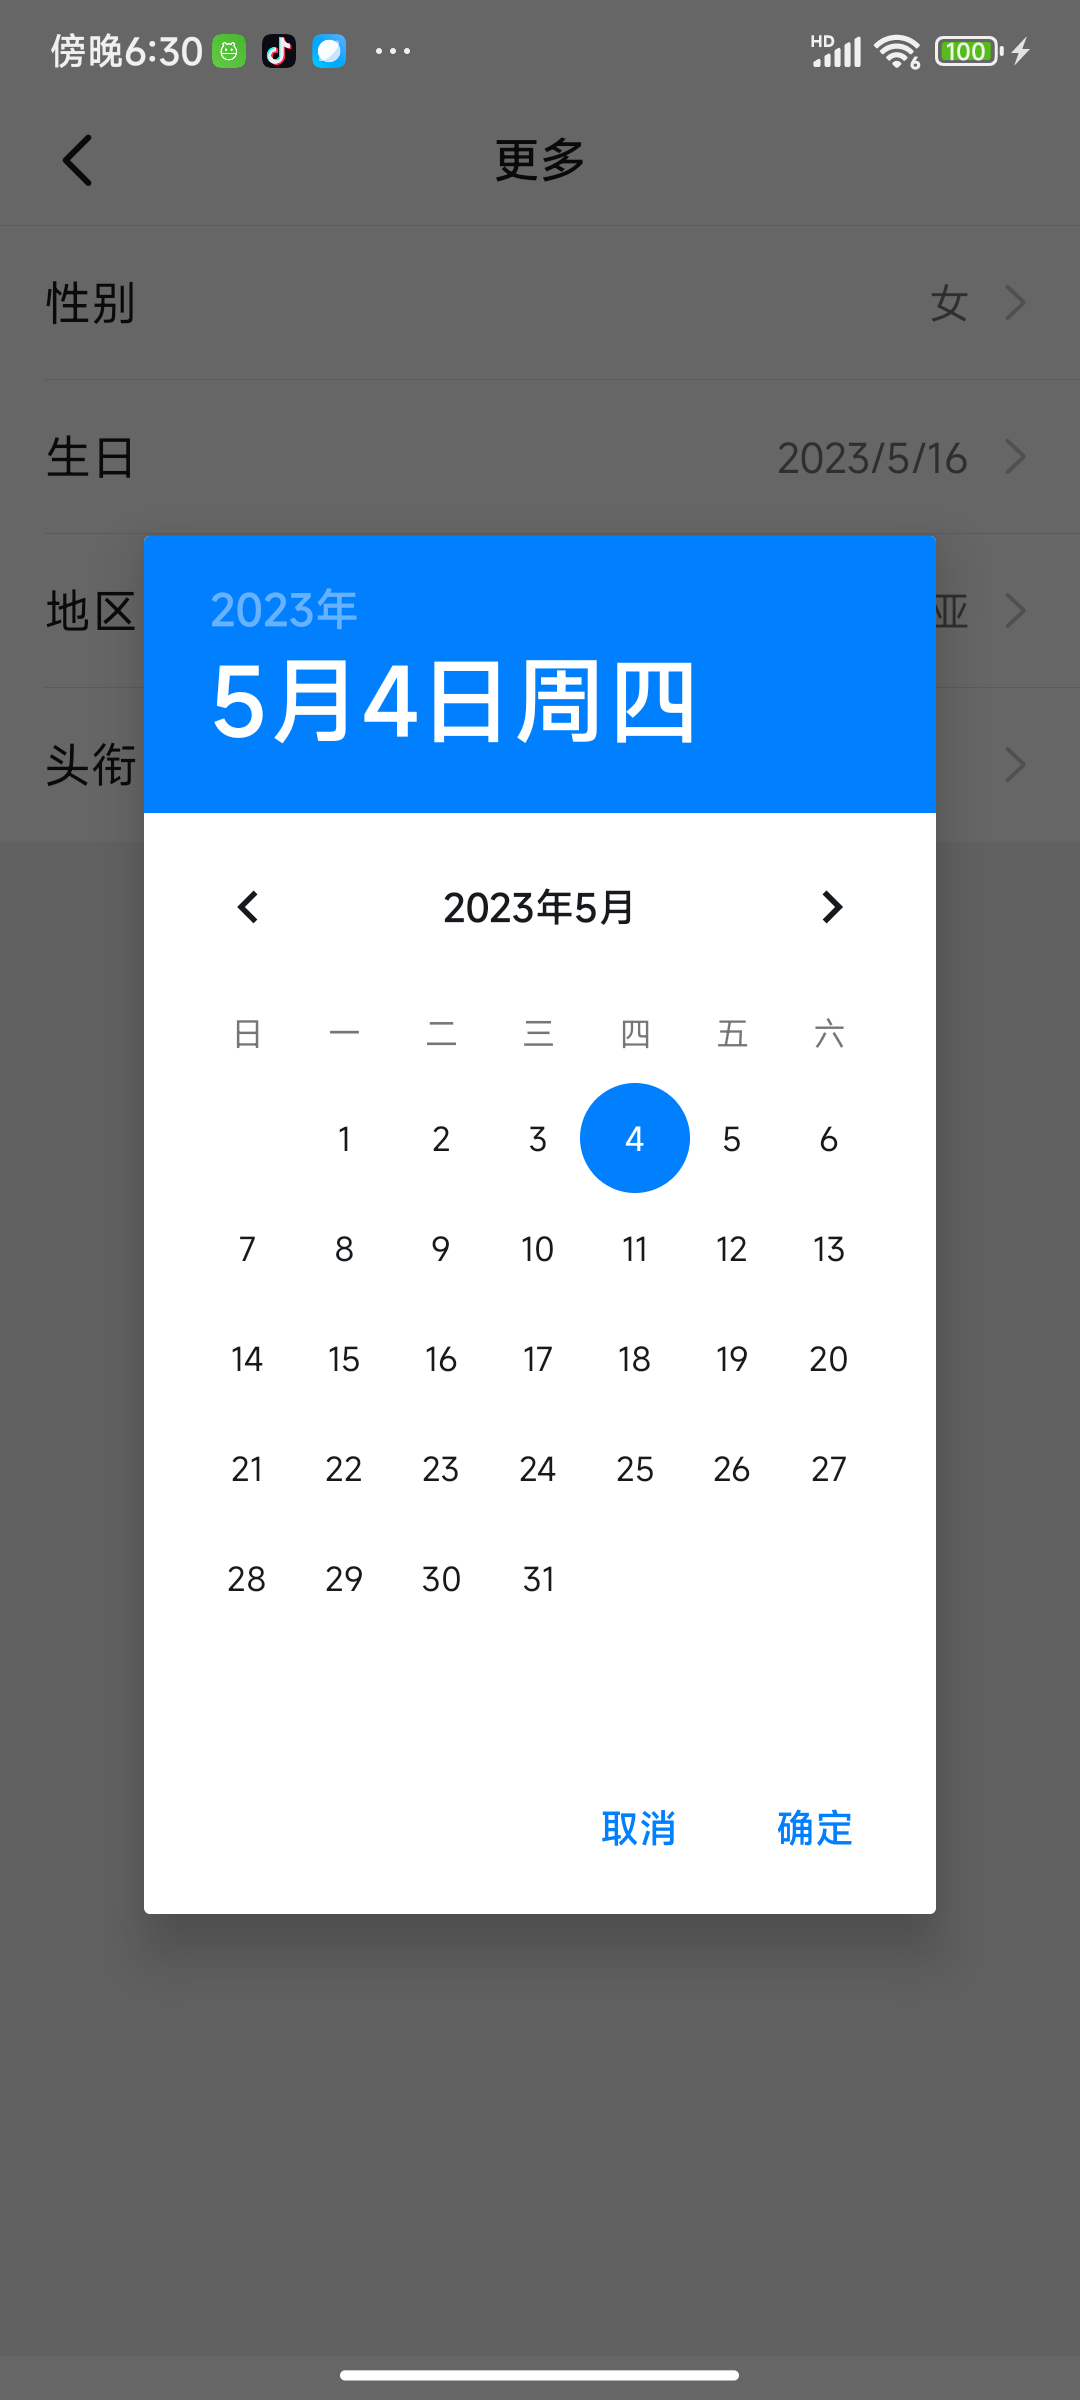 傍晚6:30 ... HD 6 100
更多
性别 女
生日 2023/5/16
地区 亚
头衔
2023年
5月4日周四
2023年5月
日 一 二 三 四 五 六
1 2 3 4 5 6
7 8 9 10 11 12 13
14 15 16 17 18 19 20
21 22 23 24 25 26 27
28 29 30 31
取消 确定